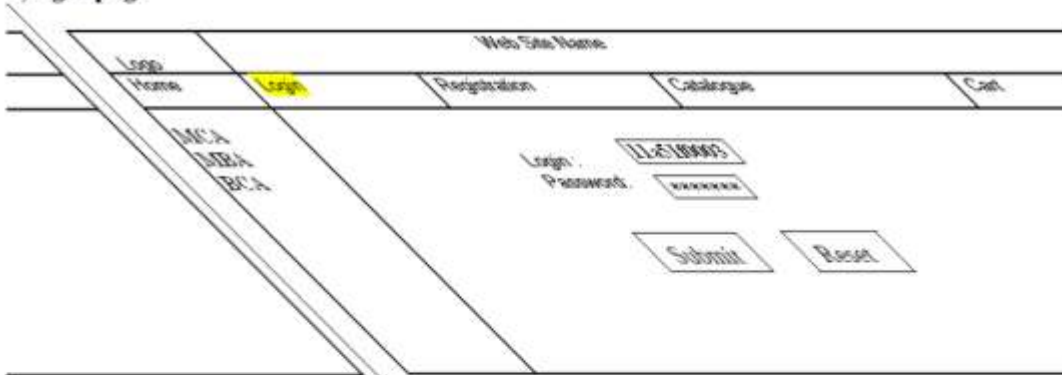 Web Site Name
Logo
Home Login Registration Catalogue Cart
MCA
MBA
BCA
Login :
Password:
*******
Submit Reset